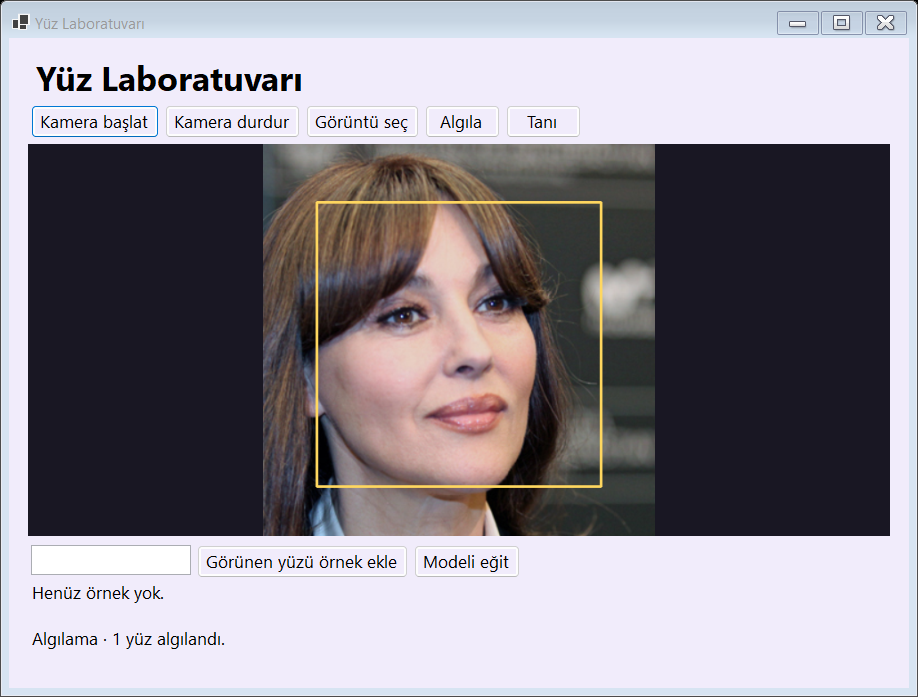 Yüz Laboratuvarı
Yüz Laboratuvarı
Kamera başlat Kamera durdur Görüntü seç Algıla Tanı
Görünen yüzü örnek ekle Modeli eğit
Henüz örnek yok.
Algılama · 1 yüz algılandı.